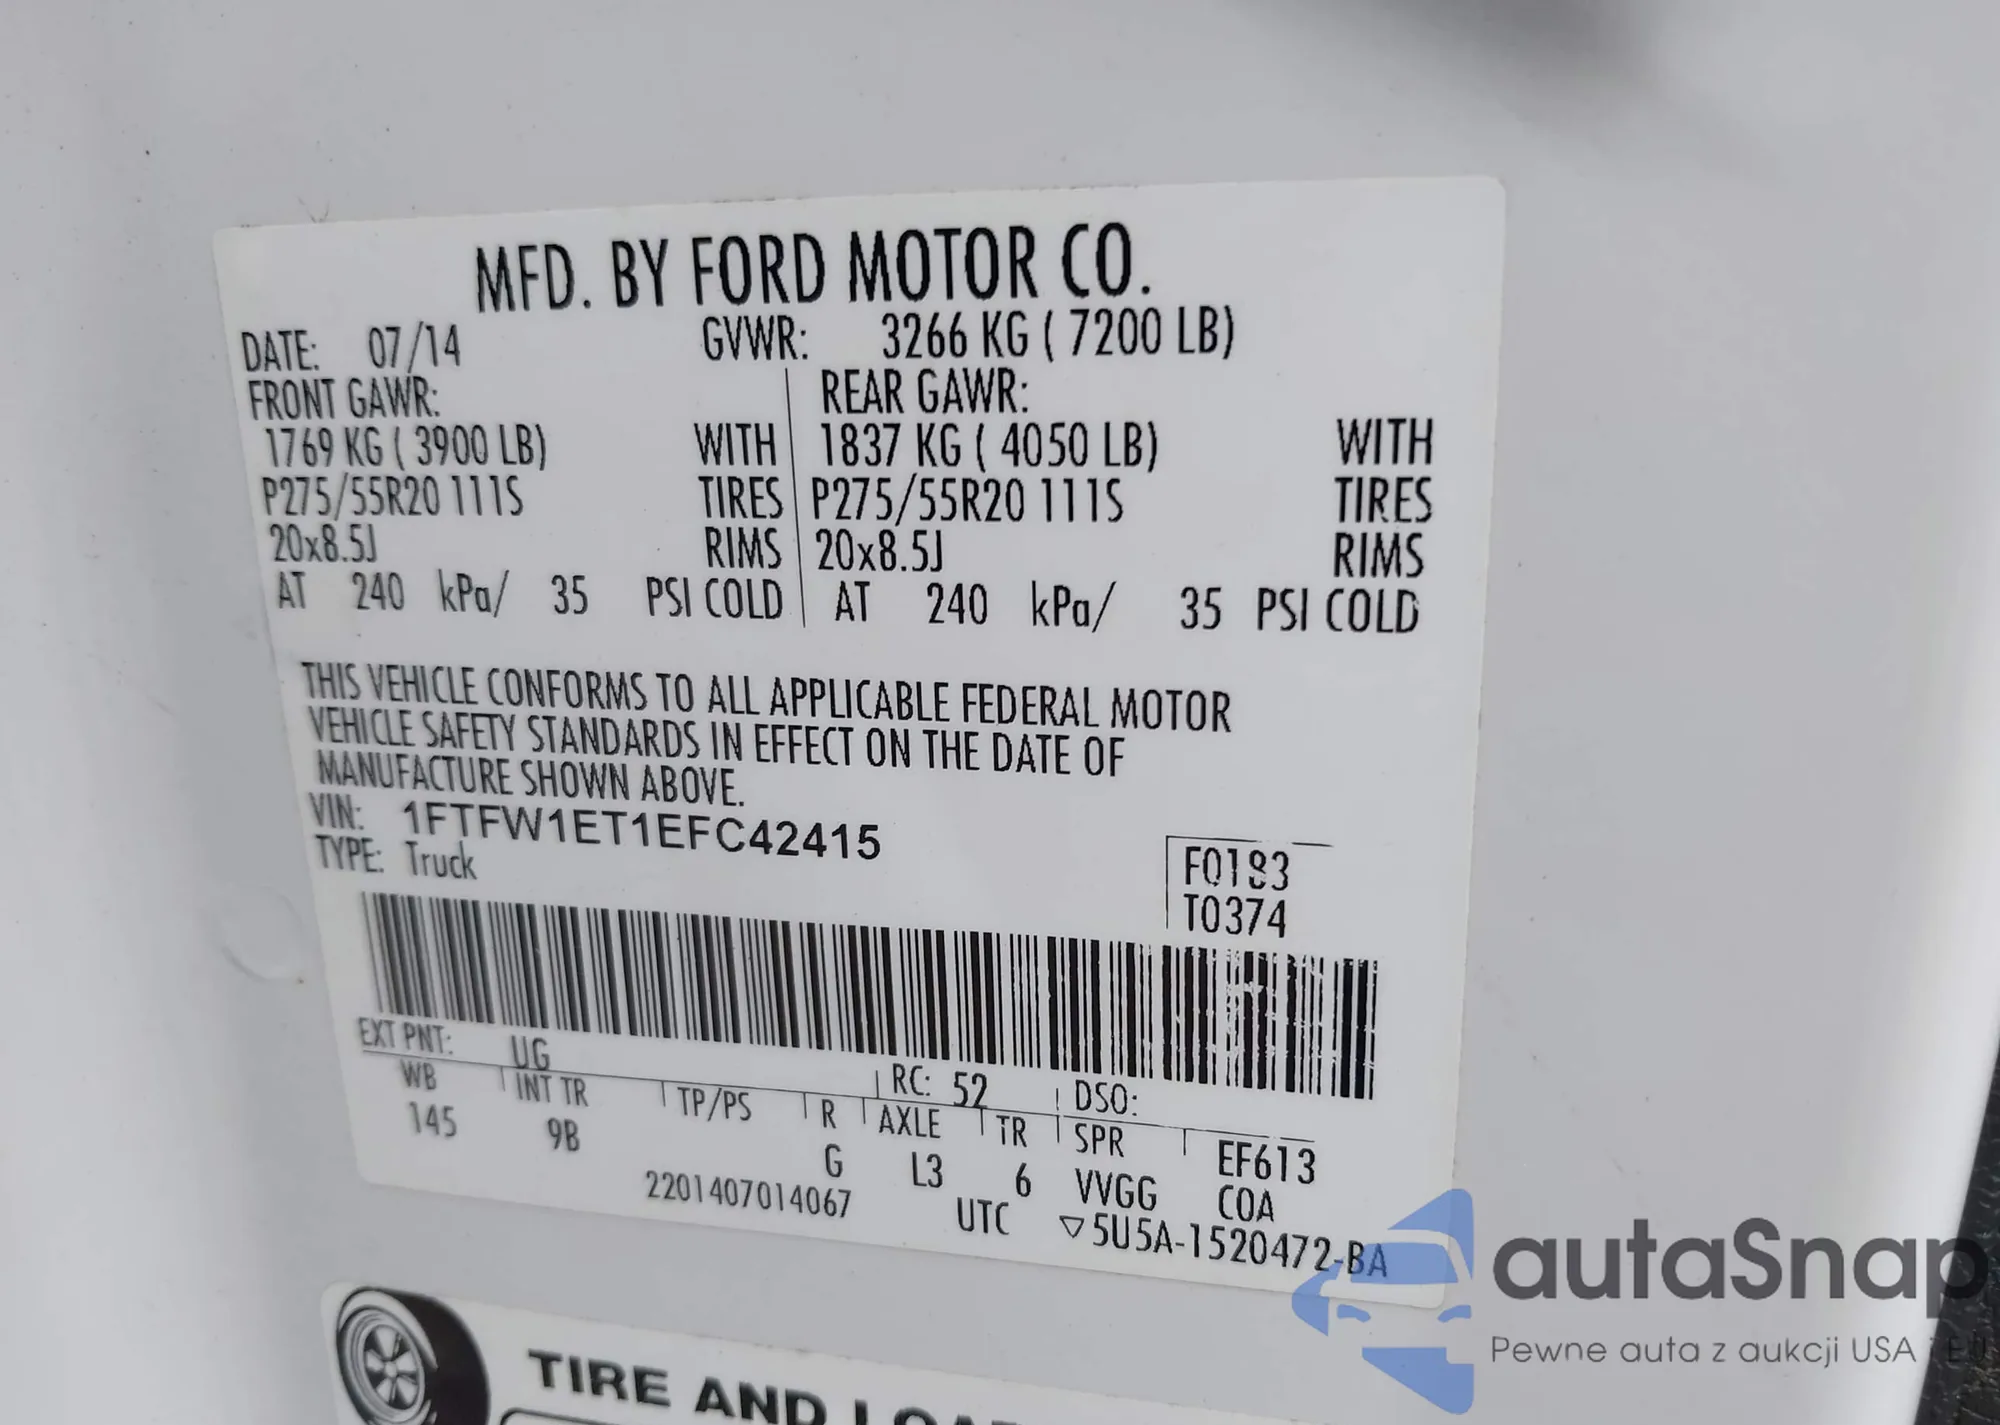 MFD. BY FORD MOTOR CO.
DATE: 07/14 GVWR: 3266 KG ( 7200 LB)
FRONT GAWR: REAR GAWR:
1769 KG ( 3900 LB) WITH 1837 KG ( 4050 LB) WITH
P275/55R20 111S TIRES P275/55R20 111S TIRES
20x8.5J RIMS 20x8.5J RIMS
AT 240 kPa/ 35 PSI COLD AT 240 kPa/ 35 PSI COLD
THIS VEHICLE CONFORMS TO ALL APPLICABLE FEDERAL MOTOR
VEHICLE SAFETY STANDARDS IN EFFECT ON THE DATE OF
MANUFACTURE SHOWN ABOVE.
VIN: 1FTFW1ET1EFC42415
TYPE: Truck
F0183
T0374
EXT PNT: UG RC: 52 DSO:
WB INT TR TP/PS R AXLE TR SPR EF613
145 9B G L3 6 VVGG COA
2201407014067 UTC ▽5U5A-1520472-BA
TIRE AND
autaSnap
Pewne auta z aukcji USA i EU